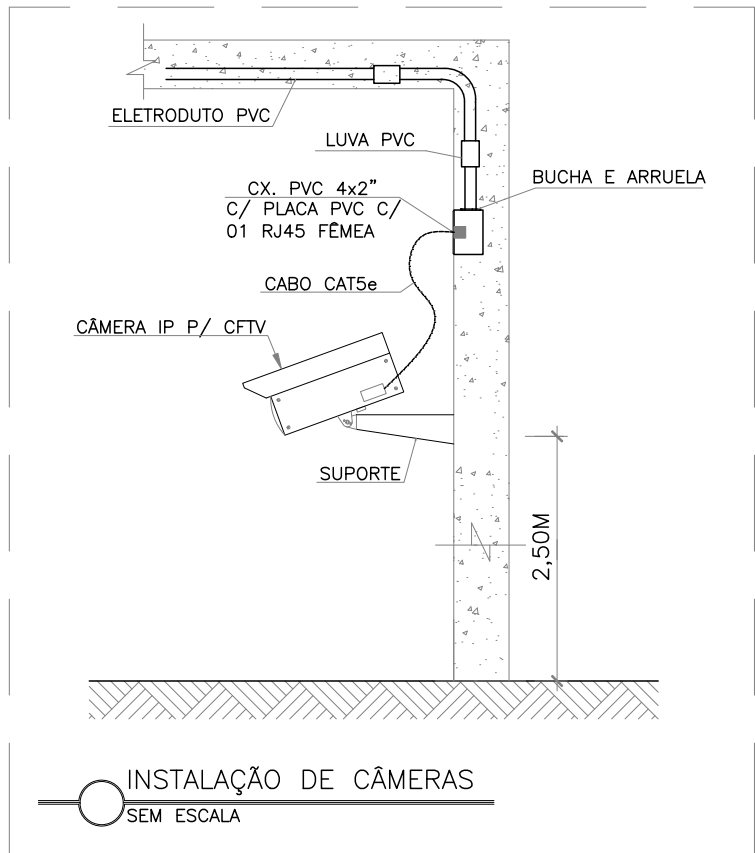 ELETRODUTO PVC
LUVA PVC
BUCHA E ARRUELA
CX. PVC 4x2"
C/ PLACA PVC C/
01 RJ45 FÊMEA
CABO CAT5e
CÂMERA IP P/ CFTV
SUPORTE
2,50M
INSTALAÇÃO DE CÂMERAS
SEM ESCALA